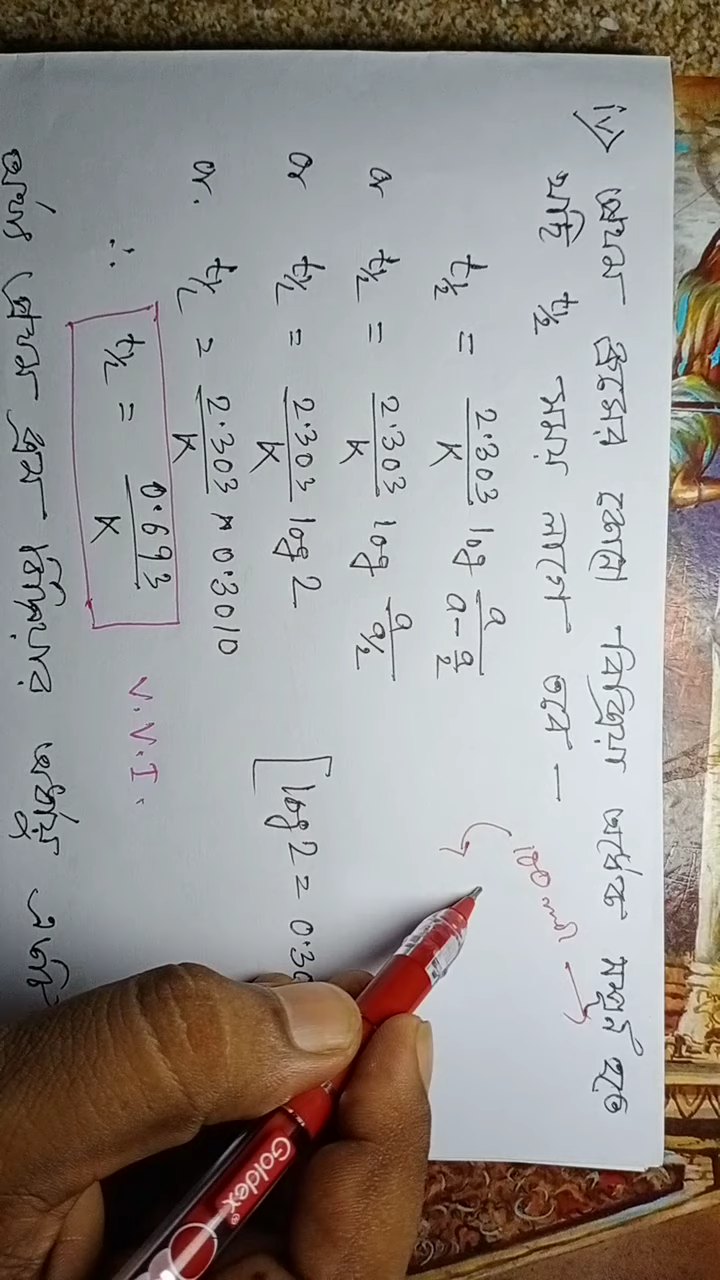 iv) প্রথম ক্রমের কোনো বিক্রিয়া অর্ধেক সম্পূর্ণ হতে
যদি t½ সময় লাগে তবে –
100 →
t½ = 2.303/K log a/(a - a/2)
or t½ = 2.303/K log a/(a/2)
or t½ = 2.303/K log 2 [log 2 = 0.30
or. t½ = 2.303/K × 0.3010
∴ t½ = 0.693/K V.V.I.
অর্থাৎ প্রথম ক্রম বিক্রিয়ার অর্ধায়ু
Goldex®